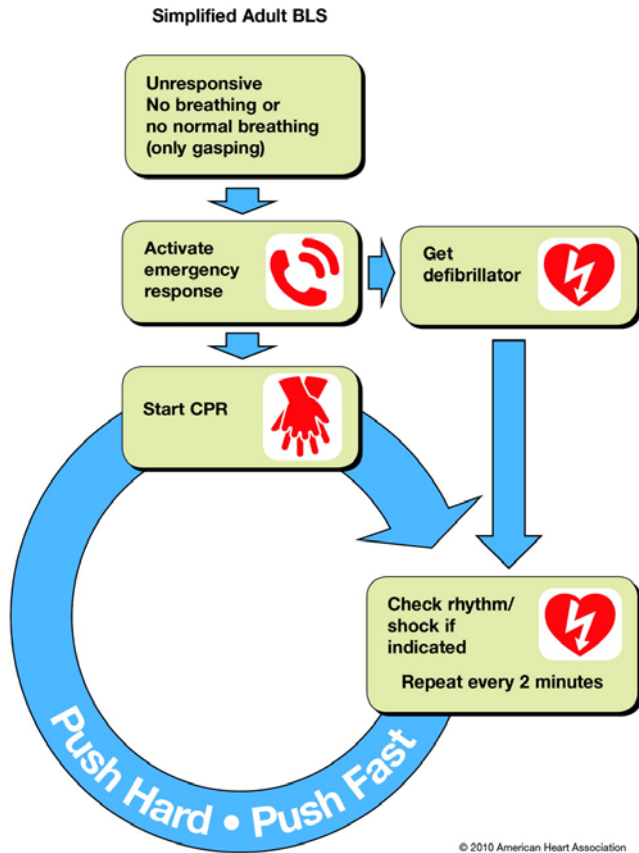 Simplified Adult BLS
Unresponsive
No breathing or
no normal breathing
(only gasping)
Activate
emergency
response
Get
defibrillator
Start CPR
Check rhythm/
shock if
indicated
Repeat every 2 minutes
Push Hard • Push Fast
© 2010 American Heart Association